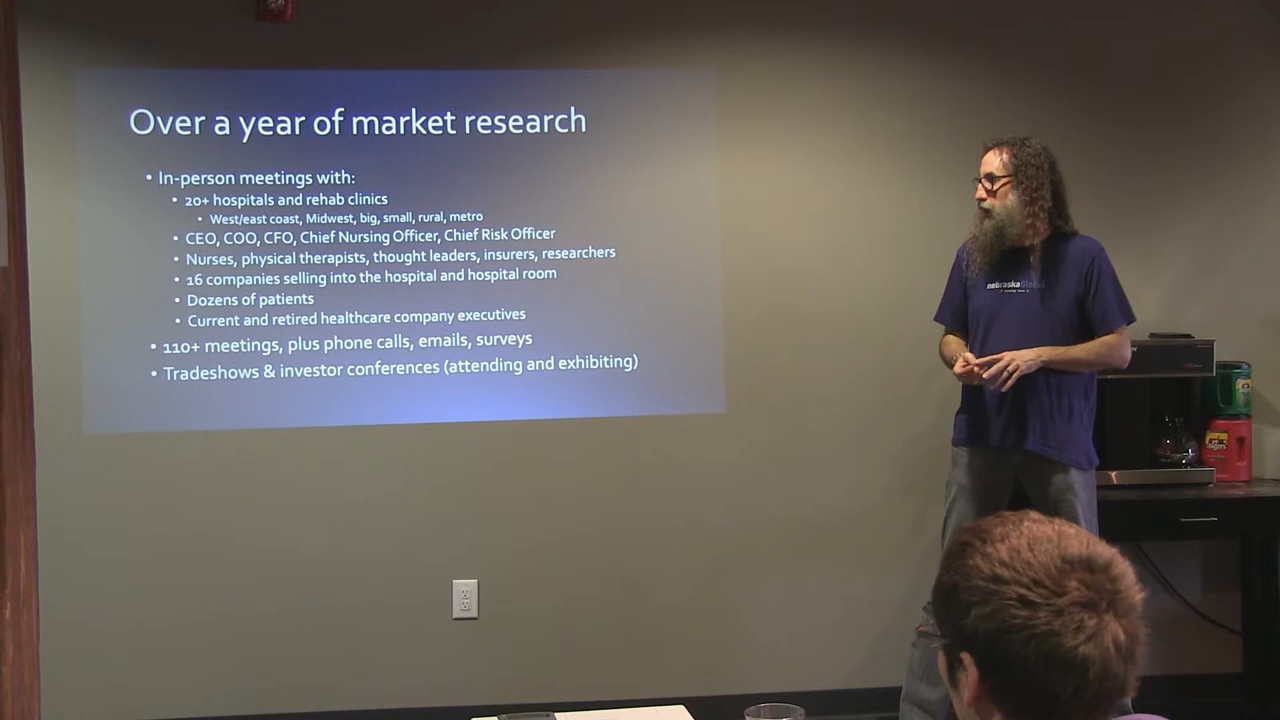 Over a year of market research
• In-person meetings with:
• 20+ hospitals and rehab clinics
• West/east coast, Midwest, big, small, rural, metro
• CEO, COO, CFO, Chief Nursing Officer, Chief Risk Officer
• Nurses, physical therapists, thought leaders, insurers, researchers
• 16 companies selling into the hospital and hospital room
• Dozens of patients
• Current and retired healthcare company executives
• 110+ meetings, plus phone calls, emails, surveys
• Tradeshows & investor conferences (attending and exhibiting)
nebraskaGlobal